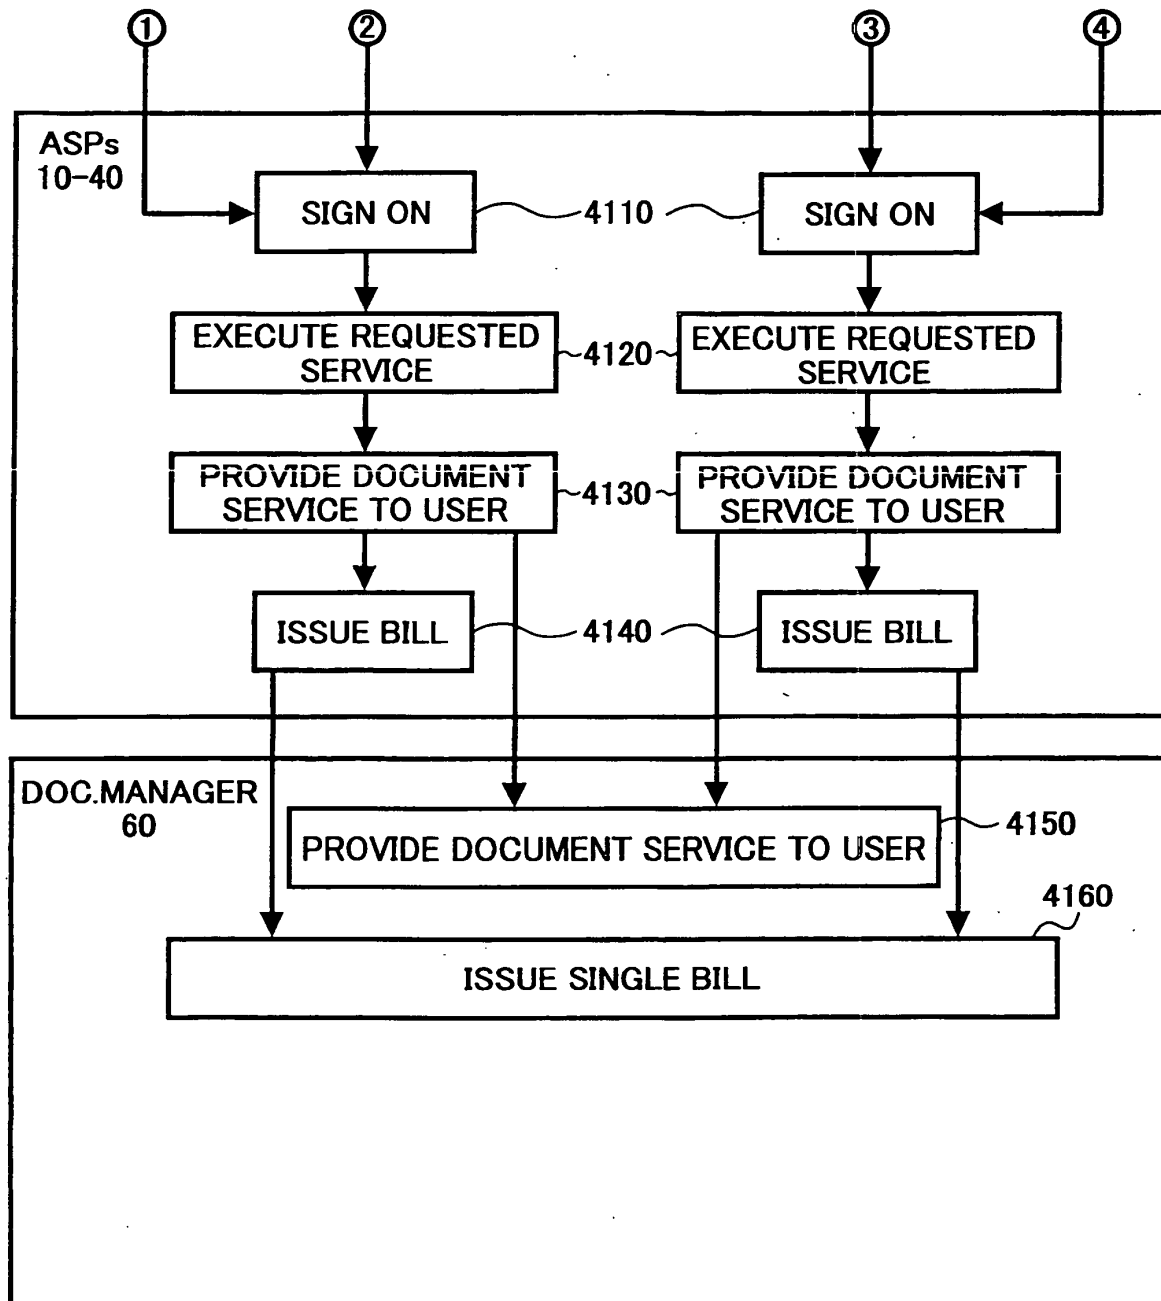 ① ② ③ ④
ASPs
10-40
SIGN ON 4110 SIGN ON
EXECUTE REQUESTED
SERVICE
4120
EXECUTE REQUESTED
SERVICE
PROVIDE DOCUMENT
SERVICE TO USER
4130
PROVIDE DOCUMENT
SERVICE TO USER
ISSUE BILL 4140 ISSUE BILL
DOC.MANAGER
60
PROVIDE DOCUMENT SERVICE TO USER
4150
4160
ISSUE SINGLE BILL